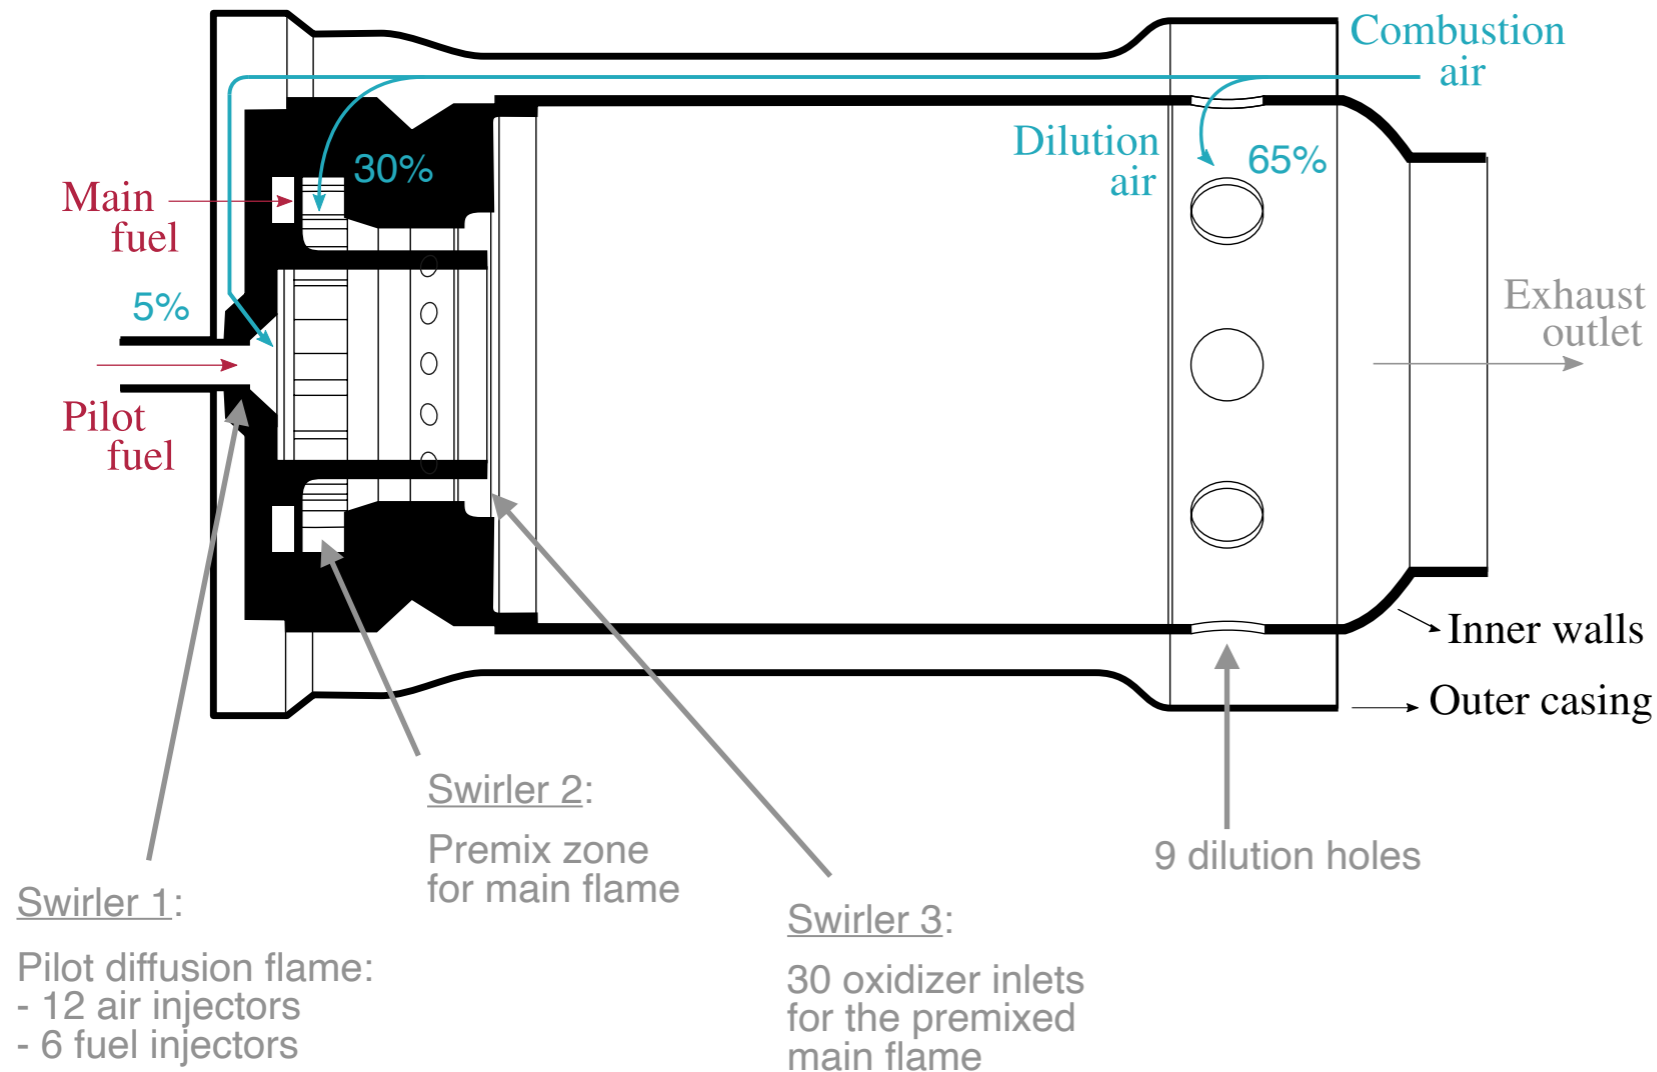 Combustion
air
Dilution
air
65%
30%
Main
fuel
5%
Pilot
fuel
Exhaust
outlet
Inner walls
Outer casing
Swirler 1:
Pilot diffusion flame:
- 12 air injectors
- 6 fuel injectors
Swirler 2:
Premix zone
for main flame
Swirler 3:
30 oxidizer inlets
for the premixed
main flame
9 dilution holes